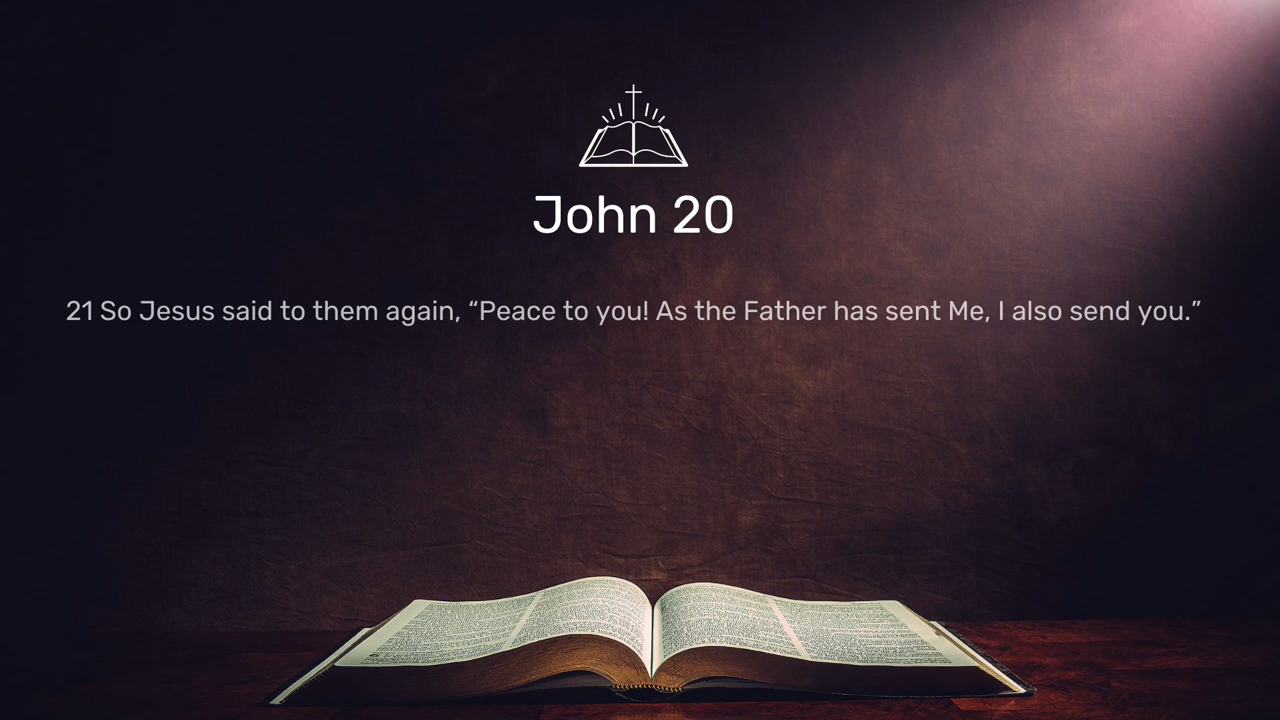 John 20
21 So Jesus said to them again, “Peace to you! As the Father has sent Me, I also send you.”